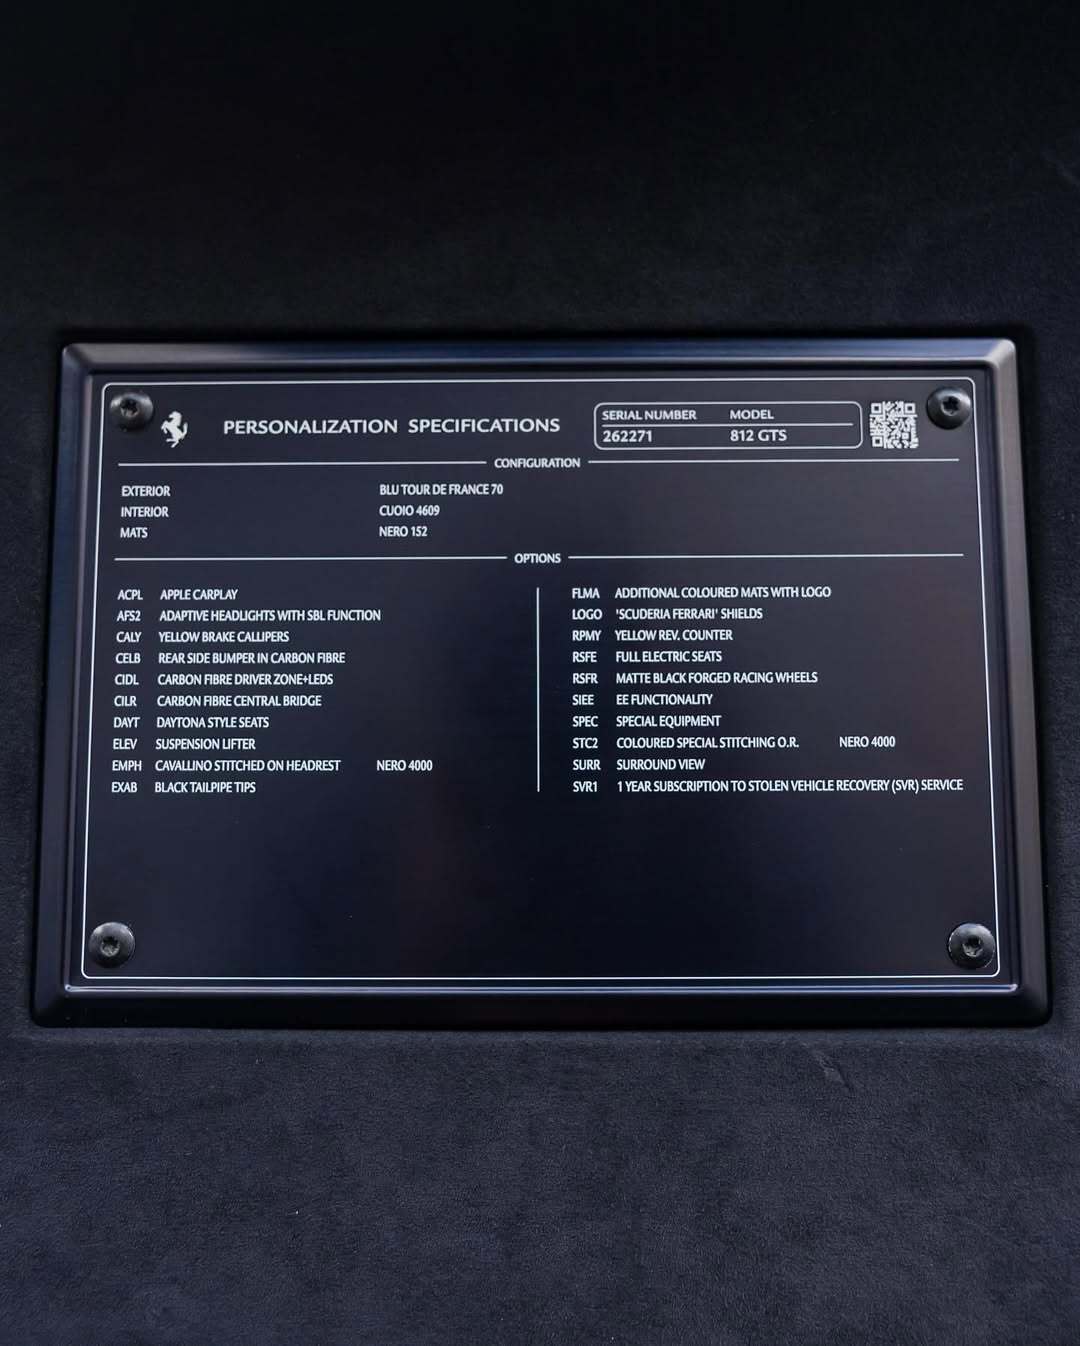 PERSONALIZATION SPECIFICATIONS
SERIAL NUMBER MODEL
262271 812 GTS
CONFIGURATION
EXTERIOR BLU TOUR DE FRANCE 70
INTERIOR CUOIO 4609
MATS NERO 152
OPTIONS
ACPL APPLE CARPLAY
AFS2 ADAPTIVE HEADLIGHTS WITH SBL FUNCTION
CALY YELLOW BRAKE CALLIPERS
CELB REAR SIDE BUMPER IN CARBON FIBRE
CIDL CARBON FIBRE DRIVER ZONE+LEDS
CILR CARBON FIBRE CENTRAL BRIDGE
DAYT DAYTONA STYLE SEATS
ELEV SUSPENSION LIFTER
EMPH CAVALLINO STITCHED ON HEADREST NERO 4000
EXAB BLACK TAILPIPE TIPS
FLMA ADDITIONAL COLOURED MATS WITH LOGO
LOGO 'SCUDERIA FERRARI' SHIELDS
RPMY YELLOW REV. COUNTER
RSFE FULL ELECTRIC SEATS
RSFR MATTE BLACK FORGED RACING WHEELS
SIEE EE FUNCTIONALITY
SPEC SPECIAL EQUIPMENT
STC2 COLOURED SPECIAL STITCHING O.R. NERO 4000
SURR SURROUND VIEW
SVR1 1 YEAR SUBSCRIPTION TO STOLEN VEHICLE RECOVERY (SVR) SERVICE